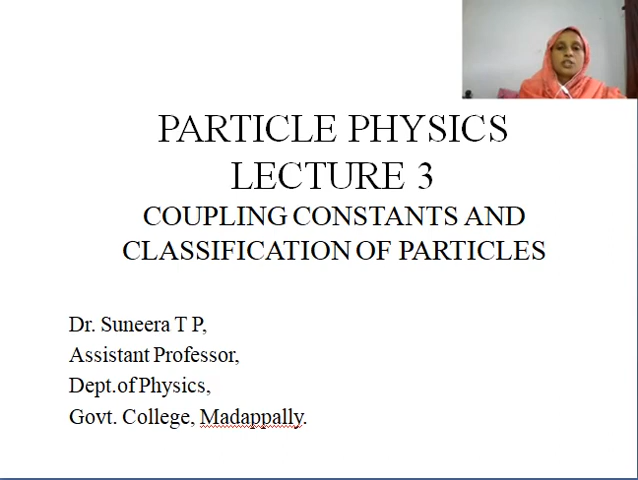 PARTICLE PHYSICS
LECTURE 3
COUPLING CONSTANTS AND
CLASSIFICATION OF PARTICLES
Dr. Suneera T P,
Assistant Professor,
Dept.of Physics,
Govt. College, Madappally.